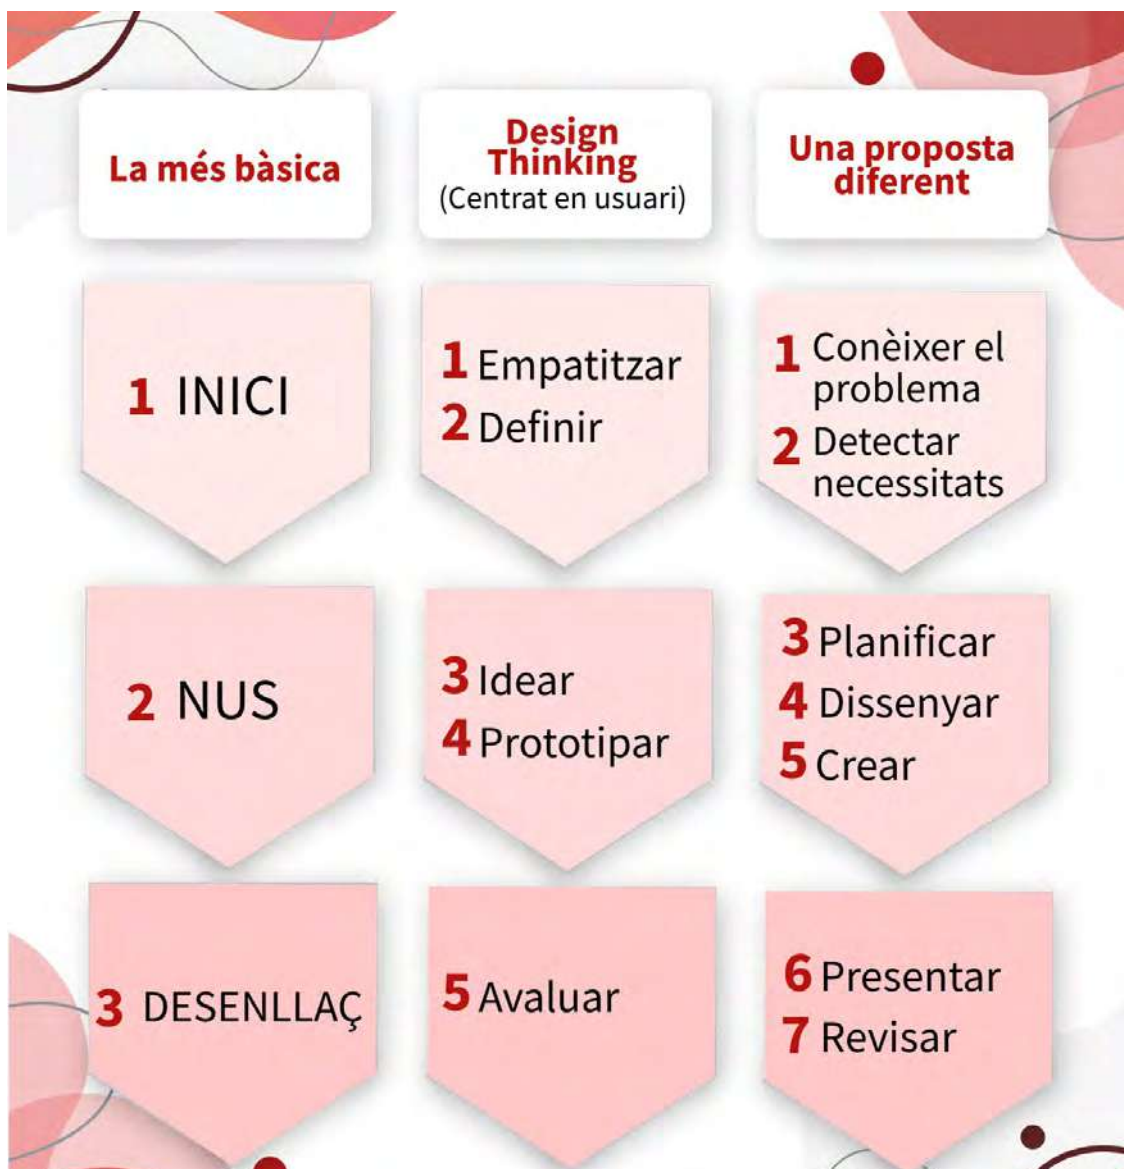 La més bàsica
Design
Thinking
(Centrat en usuari)
Una proposta
diferent
1 INICI
1 Empatitzar
2 Definir
1 Conèixer el
problema
2 Detectar
necessitats
2 NUS
3 Idear
4 Prototipar
3 Planificar
4 Dissenyar
5 Crear
3 DESENLLAÇ
5 Avaluar
6 Presentar
7 Revisar